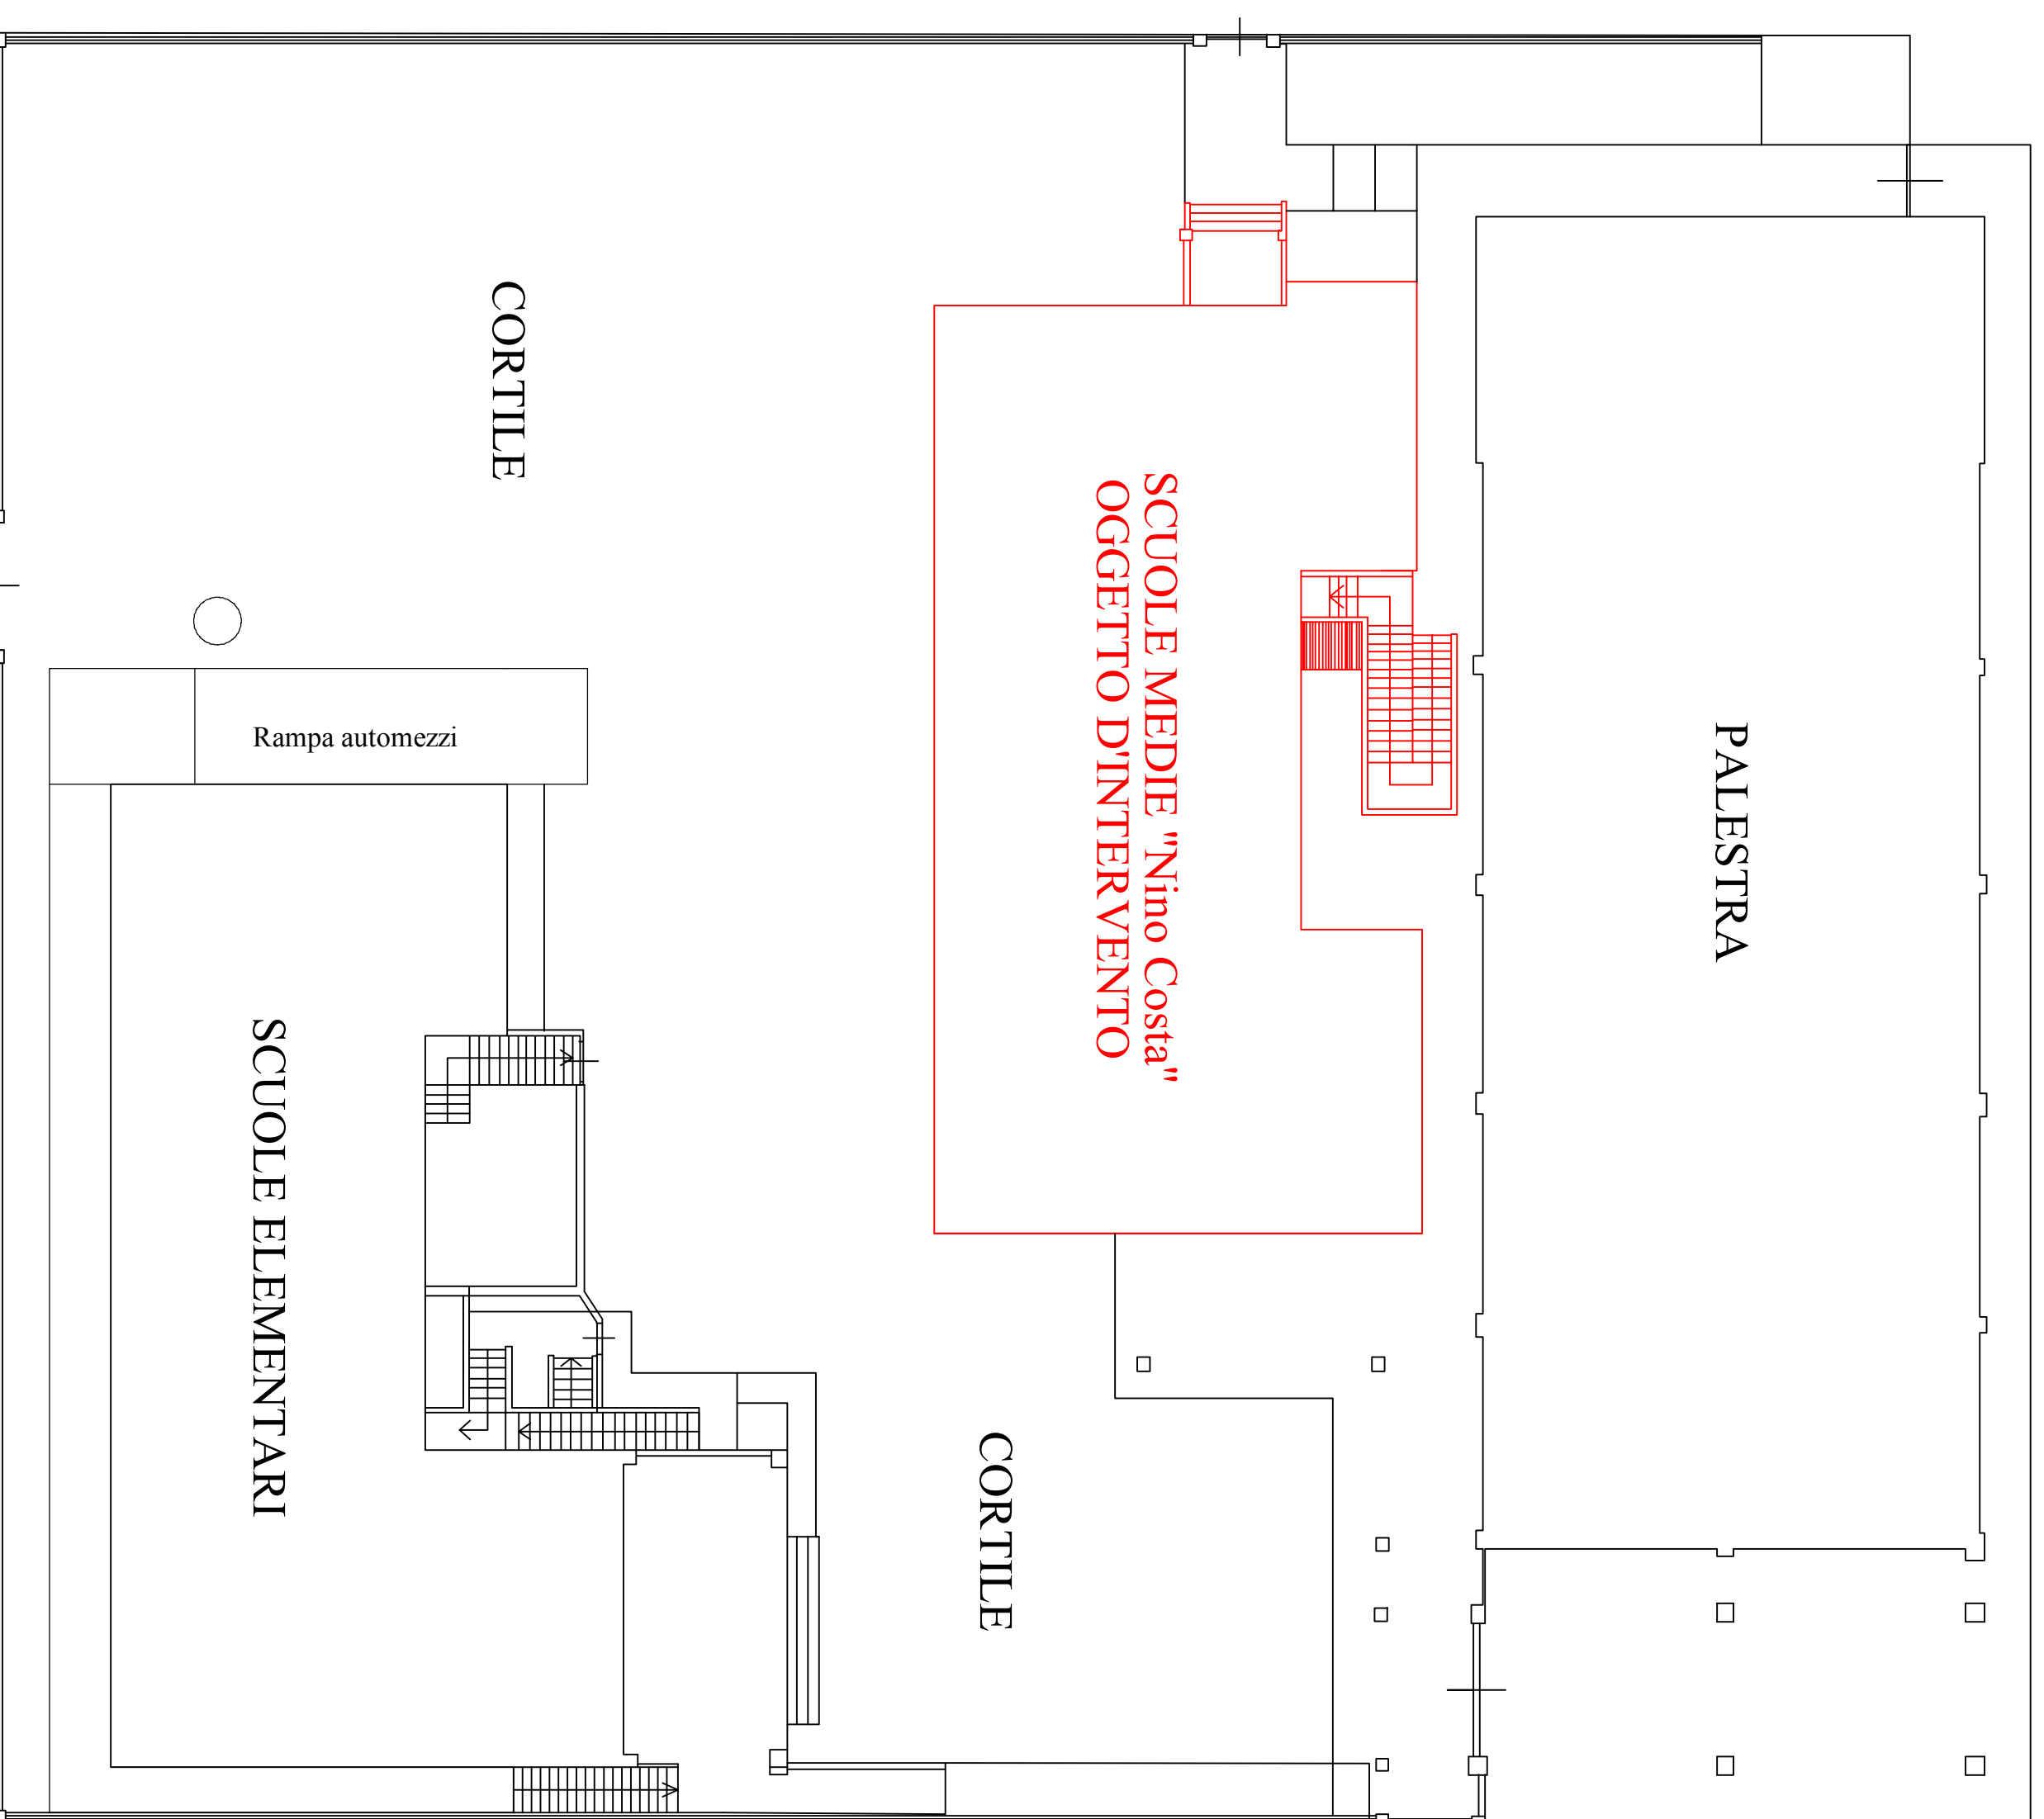 CORTILE
SCUOLE MEDIE "Nino Costa"
OGGETTO D'INTERVENTO
PALESTRA
Rampa automezzi
SCUOLE ELEMENTARI
CORTILE